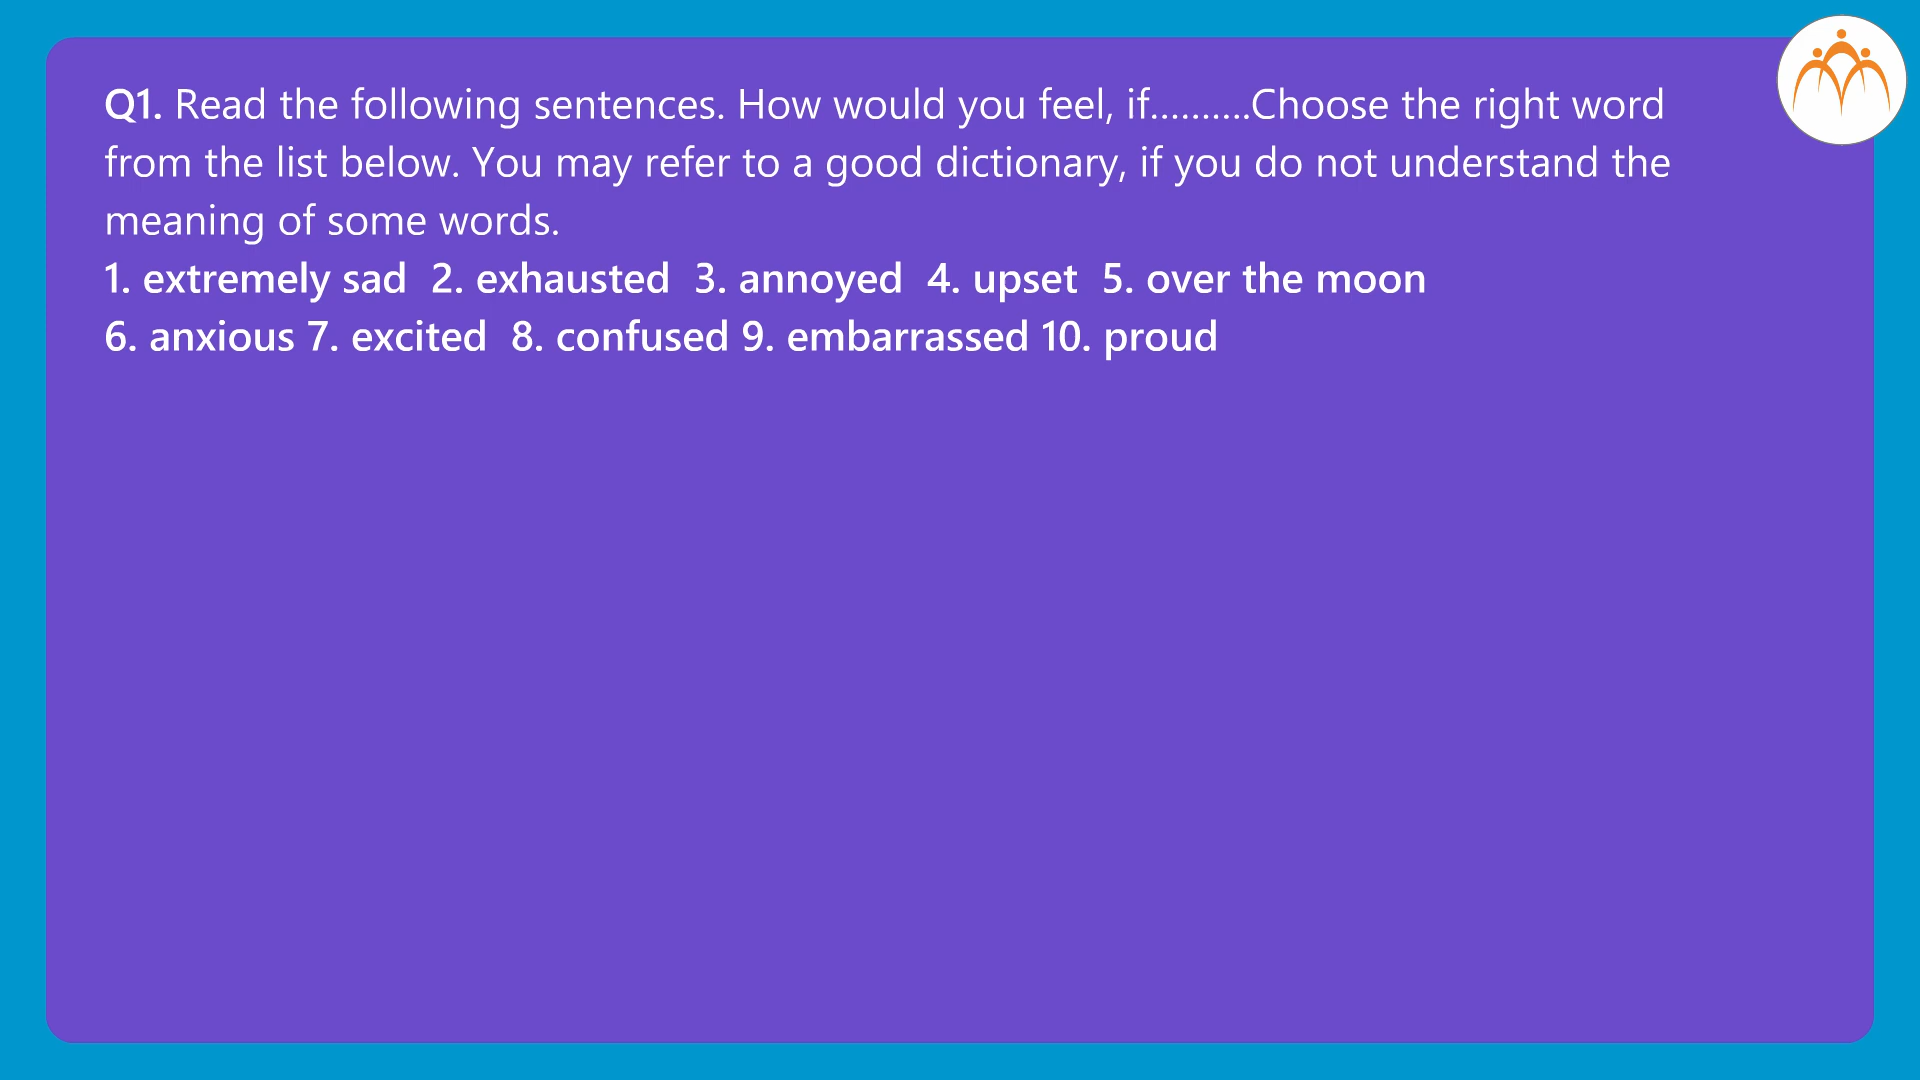 Q1. Read the following sentences. How would you feel, if..........Choose the right word
from the list below. You may refer to a good dictionary, if you do not understand the
meaning of some words.
1. extremely sad  2. exhausted  3. annoyed  4. upset  5. over the moon
6. anxious 7. excited  8. confused 9. embarrassed 10. proud